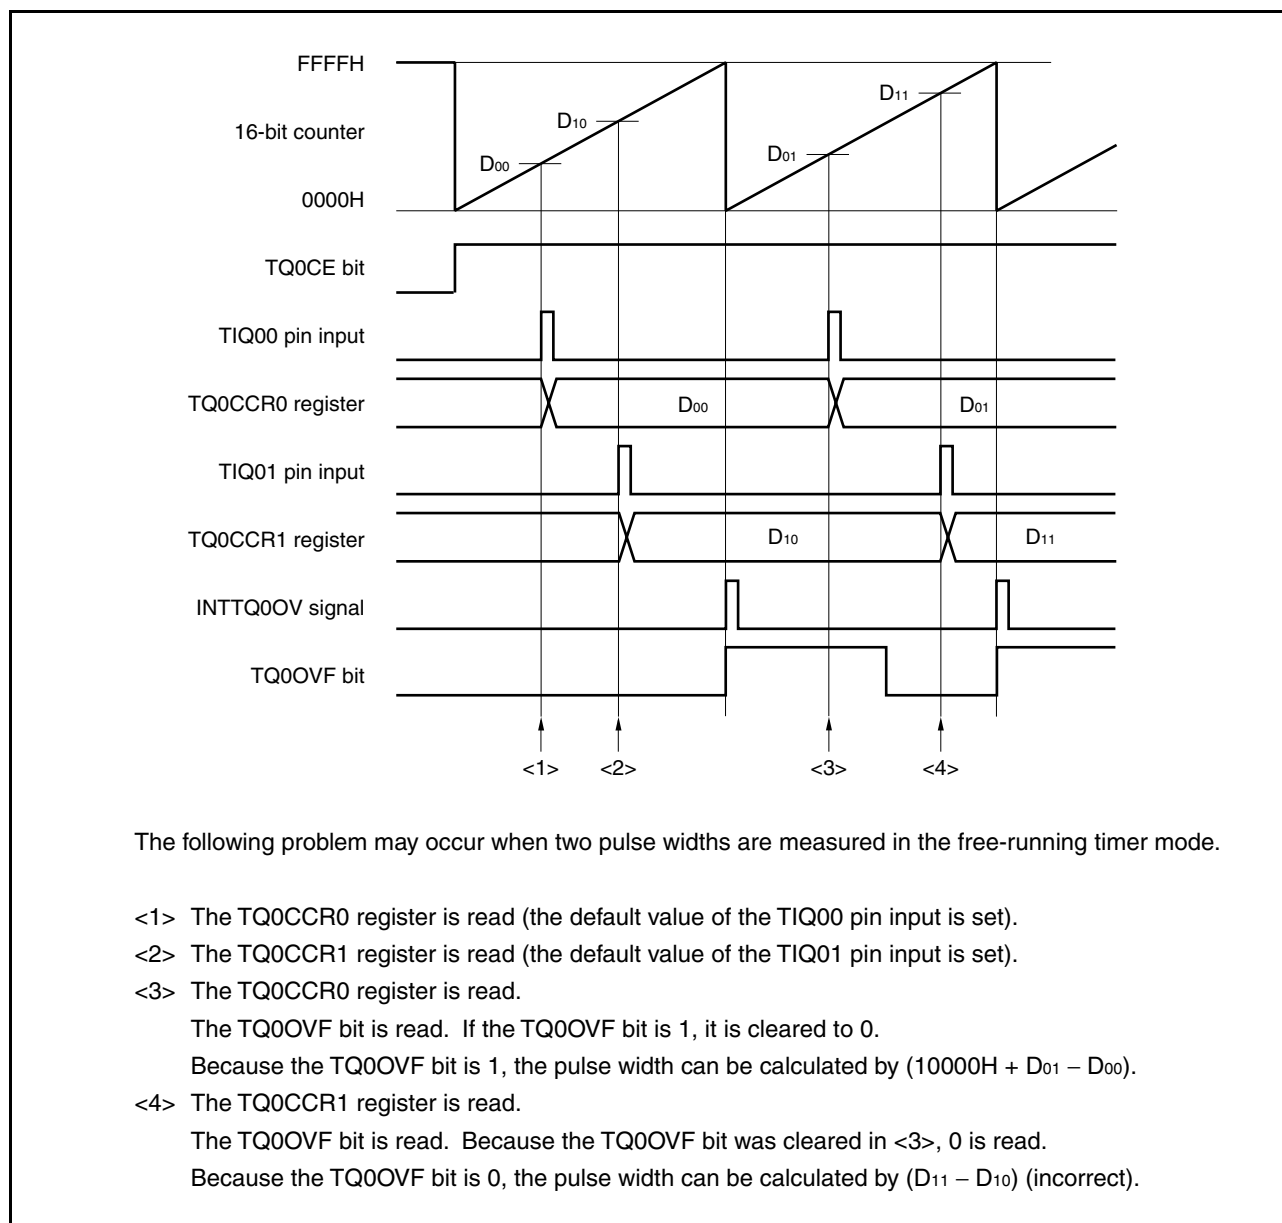 FFFFH
D11
D10
16-bit counter
D00
D01
0000H
TQ0CE bit
TIQ00 pin input
TQ0CCR0 register D00 D01
TIQ01 pin input
TQ0CCR1 register D10 D11
INTTQ0OV signal
TQ0OVF bit
<1> <2> <3> <4>
The following problem may occur when two pulse widths are measured in the free-running timer mode.
<1> The TQ0CCR0 register is read (the default value of the TIQ00 pin input is set).
<2> The TQ0CCR1 register is read (the default value of the TIQ01 pin input is set).
<3> The TQ0CCR0 register is read.
The TQ0OVF bit is read. If the TQ0OVF bit is 1, it is cleared to 0.
Because the TQ0OVF bit is 1, the pulse width can be calculated by (10000H + D01 − D00).
<4> The TQ0CCR1 register is read.
The TQ0OVF bit is read. Because the TQ0OVF bit was cleared in <3>, 0 is read.
Because the TQ0OVF bit is 0, the pulse width can be calculated by (D11 − D10) (incorrect).